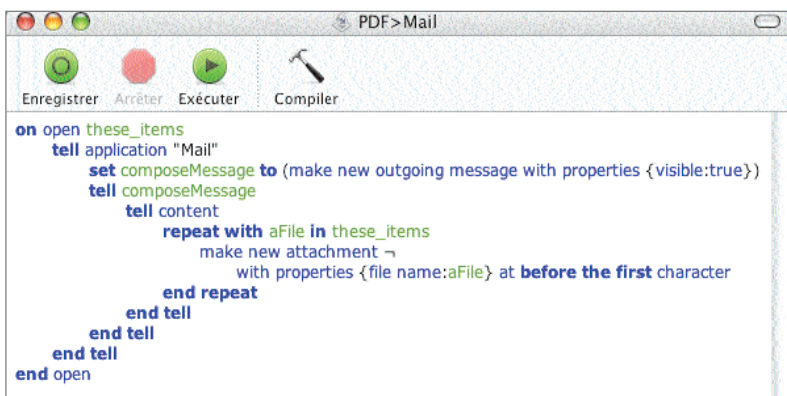 PDF>Mail
Enregistrer Arrêter Exécuter Compiler
on open these_items
tell application "Mail"
set composeMessage to (make new outgoing message with properties {visible:true})
tell composeMessage
tell content
repeat with aFile in these_items
make new attachment ¬
with properties {file name:aFile} at before the first character
end repeat
end tell
end tell
end tell
end open